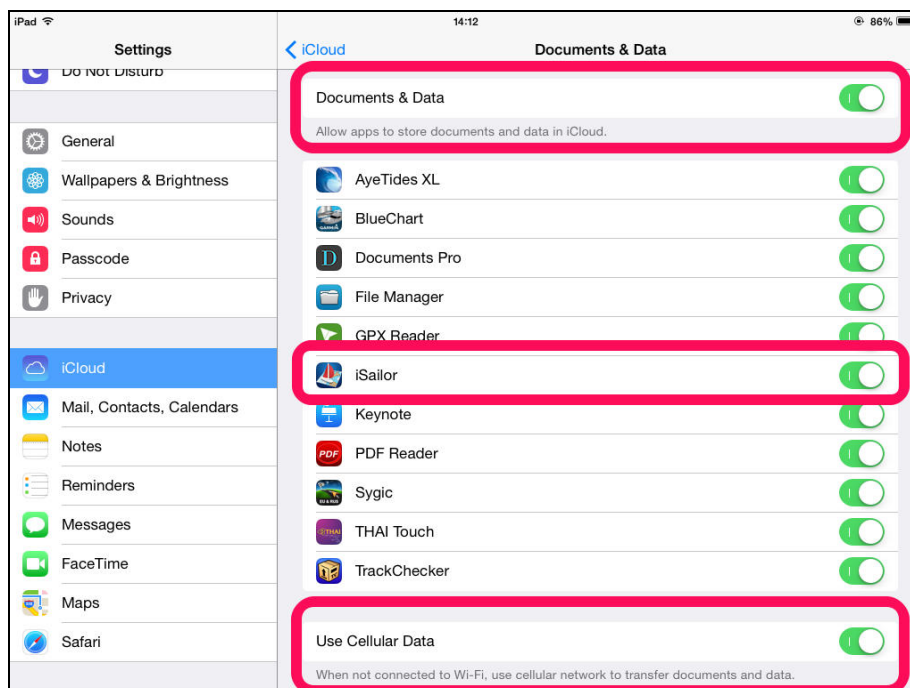 iPad 14:12 86%
Settings
Do Not Disturb
General
Wallpapers & Brightness
Sounds
Passcode
Privacy
iCloud
Mail, Contacts, Calendars
Notes
Reminders
Messages
FaceTime
Maps
Safari
iCloud Documents & Data
Documents & Data
Allow apps to store documents and data in iCloud.
AyeTides XL
BlueChart
Documents Pro
File Manager
GPX Reader
iSailor
Keynote
PDF PDF Reader
Sygic
THAI THAI Touch
TrackChecker
Use Cellular Data
When not connected to Wi-Fi, use cellular network to transfer documents and data.